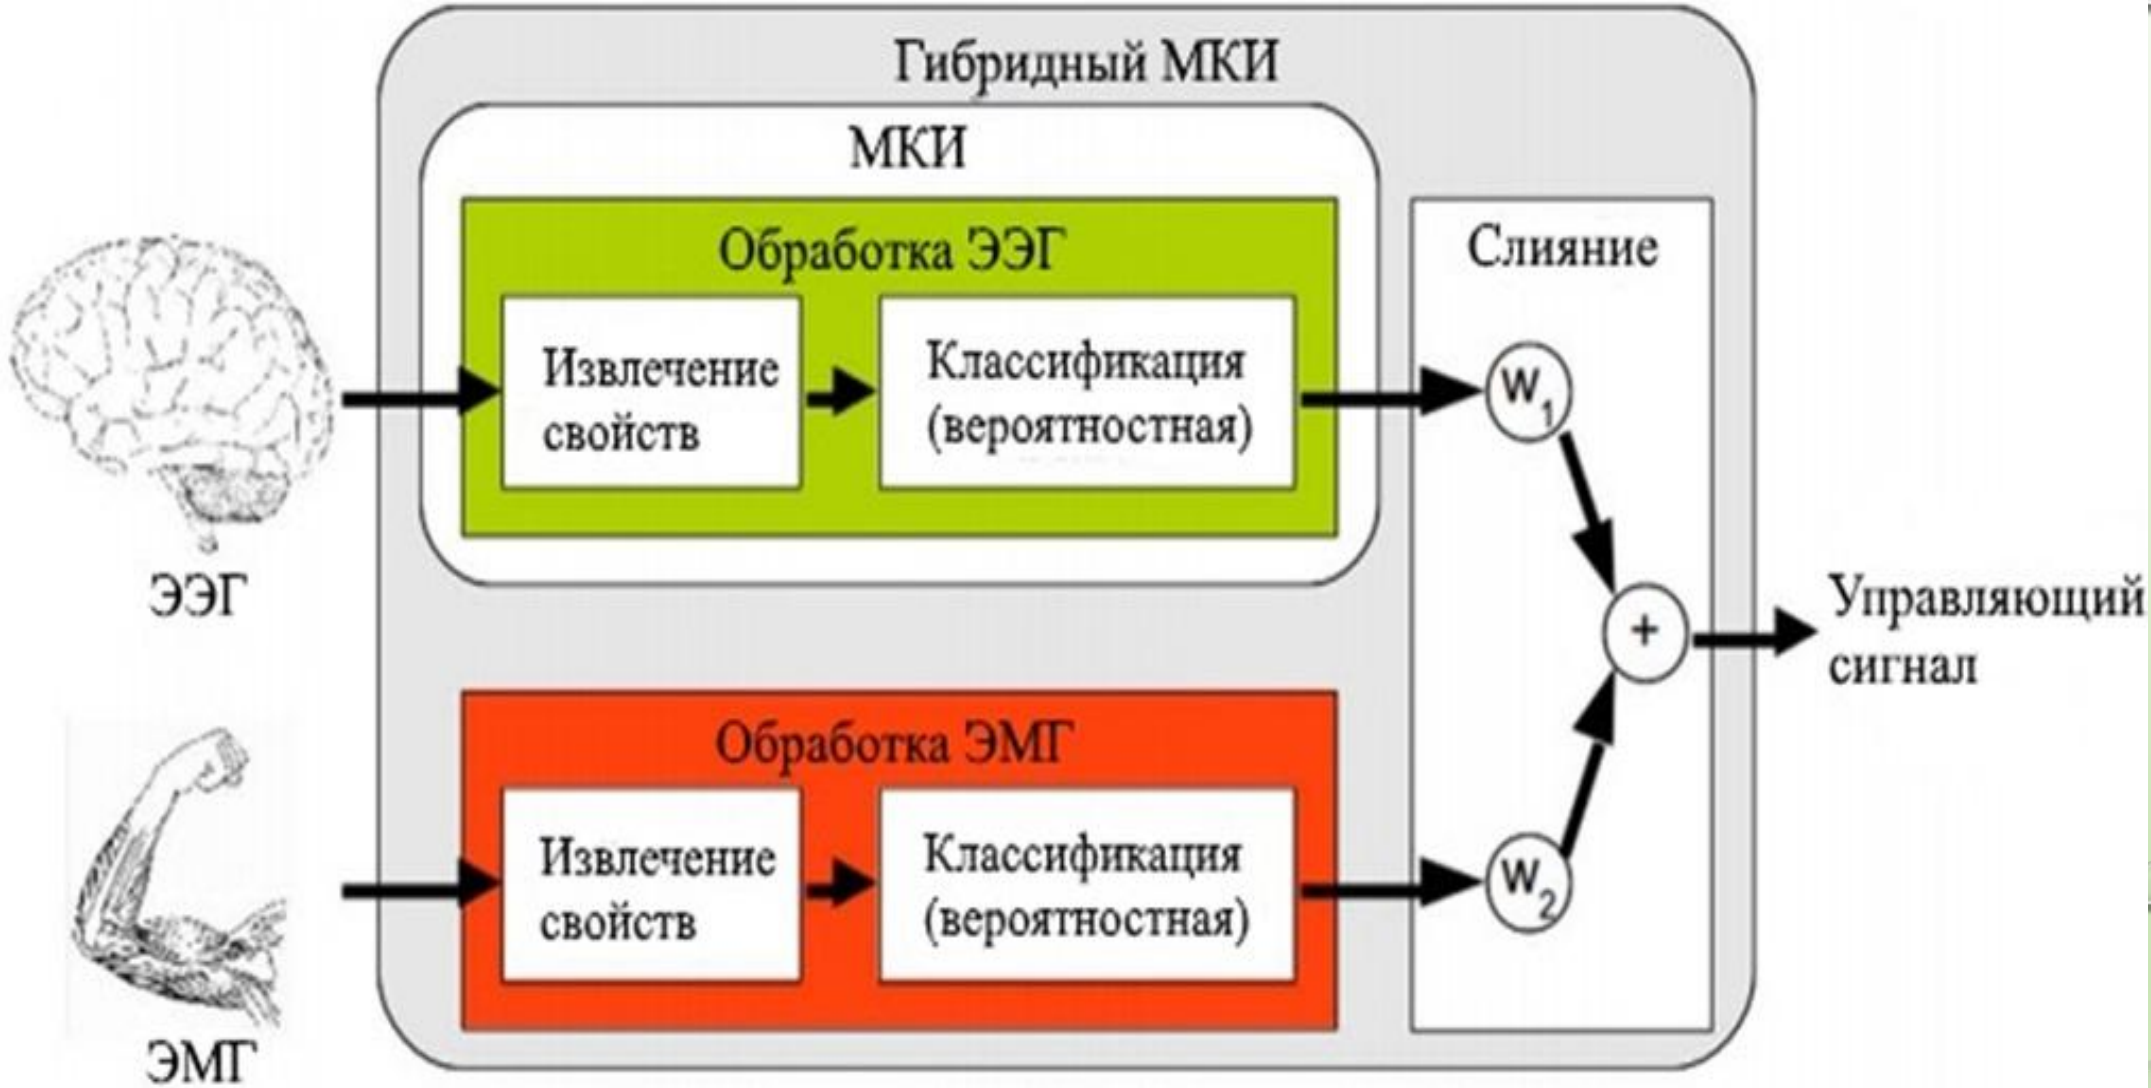 Гибридный МКИ
МКИ
Обработка ЭЭГ
Извлечение
свойств
Классификация
(вероятностная)
Слияние
W1
ЭЭГ
+
Управляющий
сигнал
Обработка ЭМГ
Извлечение
свойств
Классификация
(вероятностная)
W2
ЭМГ